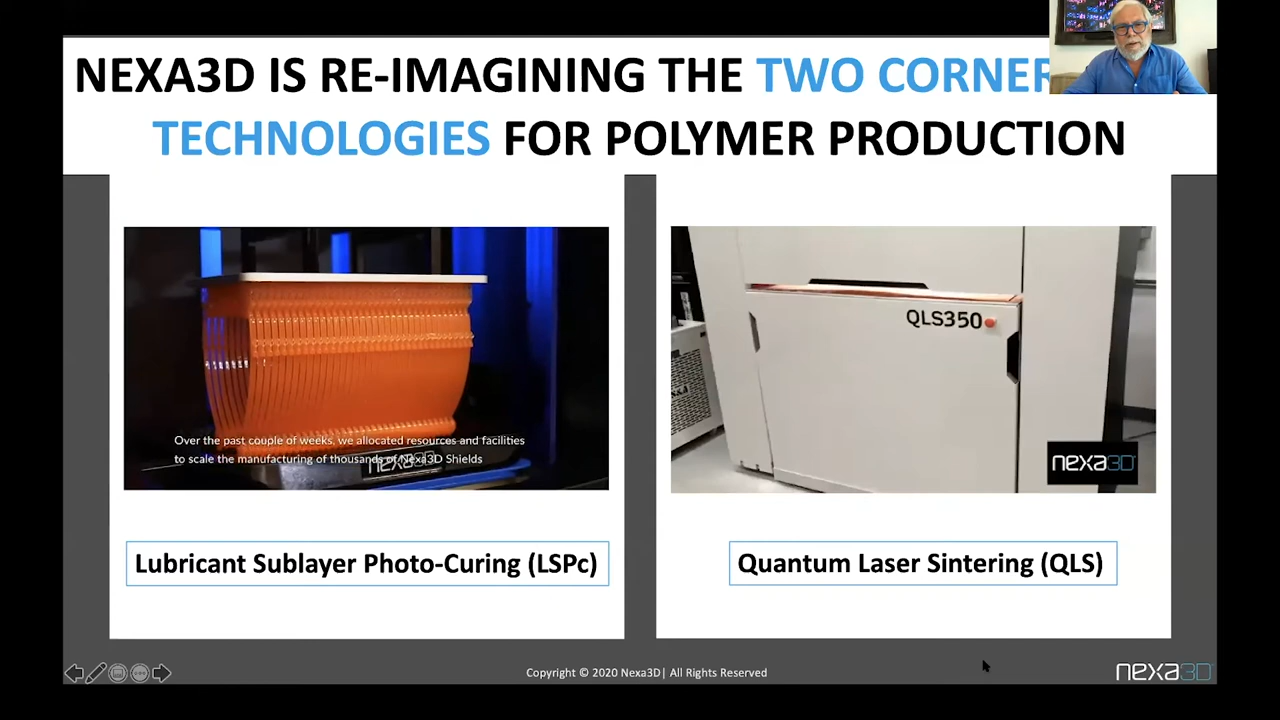 NEXA3D IS RE-IMAGINING THE TWO CORNER
TECHNOLOGIES FOR POLYMER PRODUCTION
Over the past couple of weeks, we allocated resources and facilities
to scale the manufacturing of thousands of Nexa3D Shields
nexa3D
QLS350
nexa3D
Lubricant Sublayer Photo-Curing (LSPc)
Quantum Laser Sintering (QLS)
Copyright © 2020 Nexa3D| All Rights Reserved
nexa3D